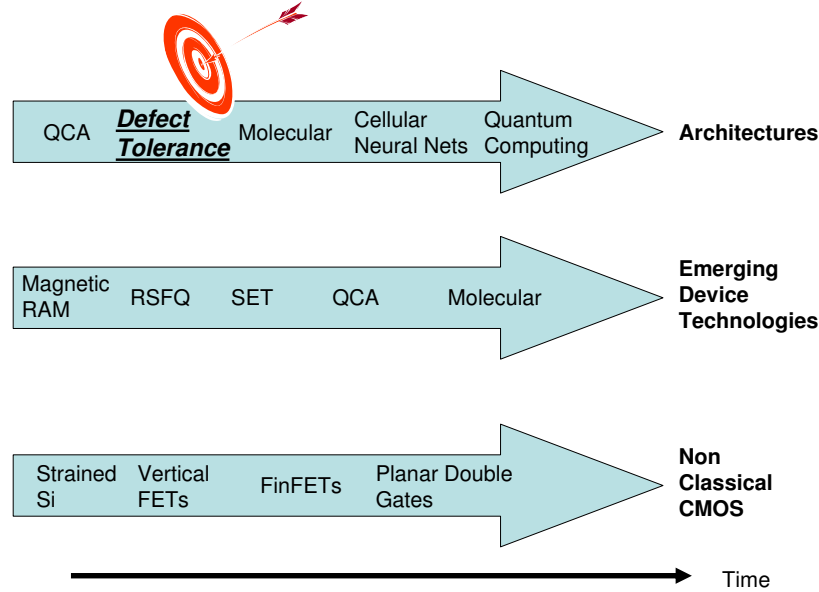 QCA
Defect
Tolerance
Molecular
Cellular
Neural Nets
Quantum
Computing
Architectures
Magnetic
RAM
RSFQ
SET
QCA
Molecular
Emerging
Device
Technologies
Strained
Si
Vertical
FETs
FinFETs
Planar Double
Gates
Non
Classical
CMOS
Time